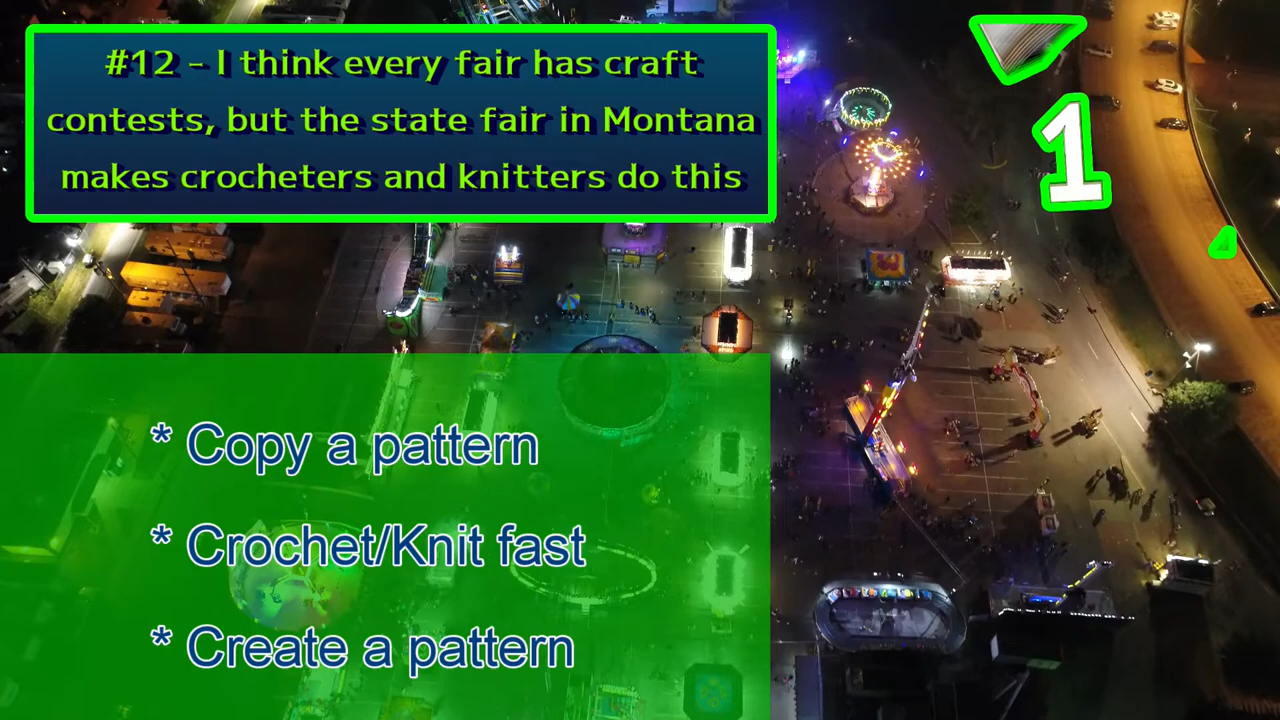 #12 - I think every fair has craft
contests, but the state fair in Montana
makes crocheters and knitters do this
1
* Copy a pattern
* Crochet/Knit fast
* Create a pattern